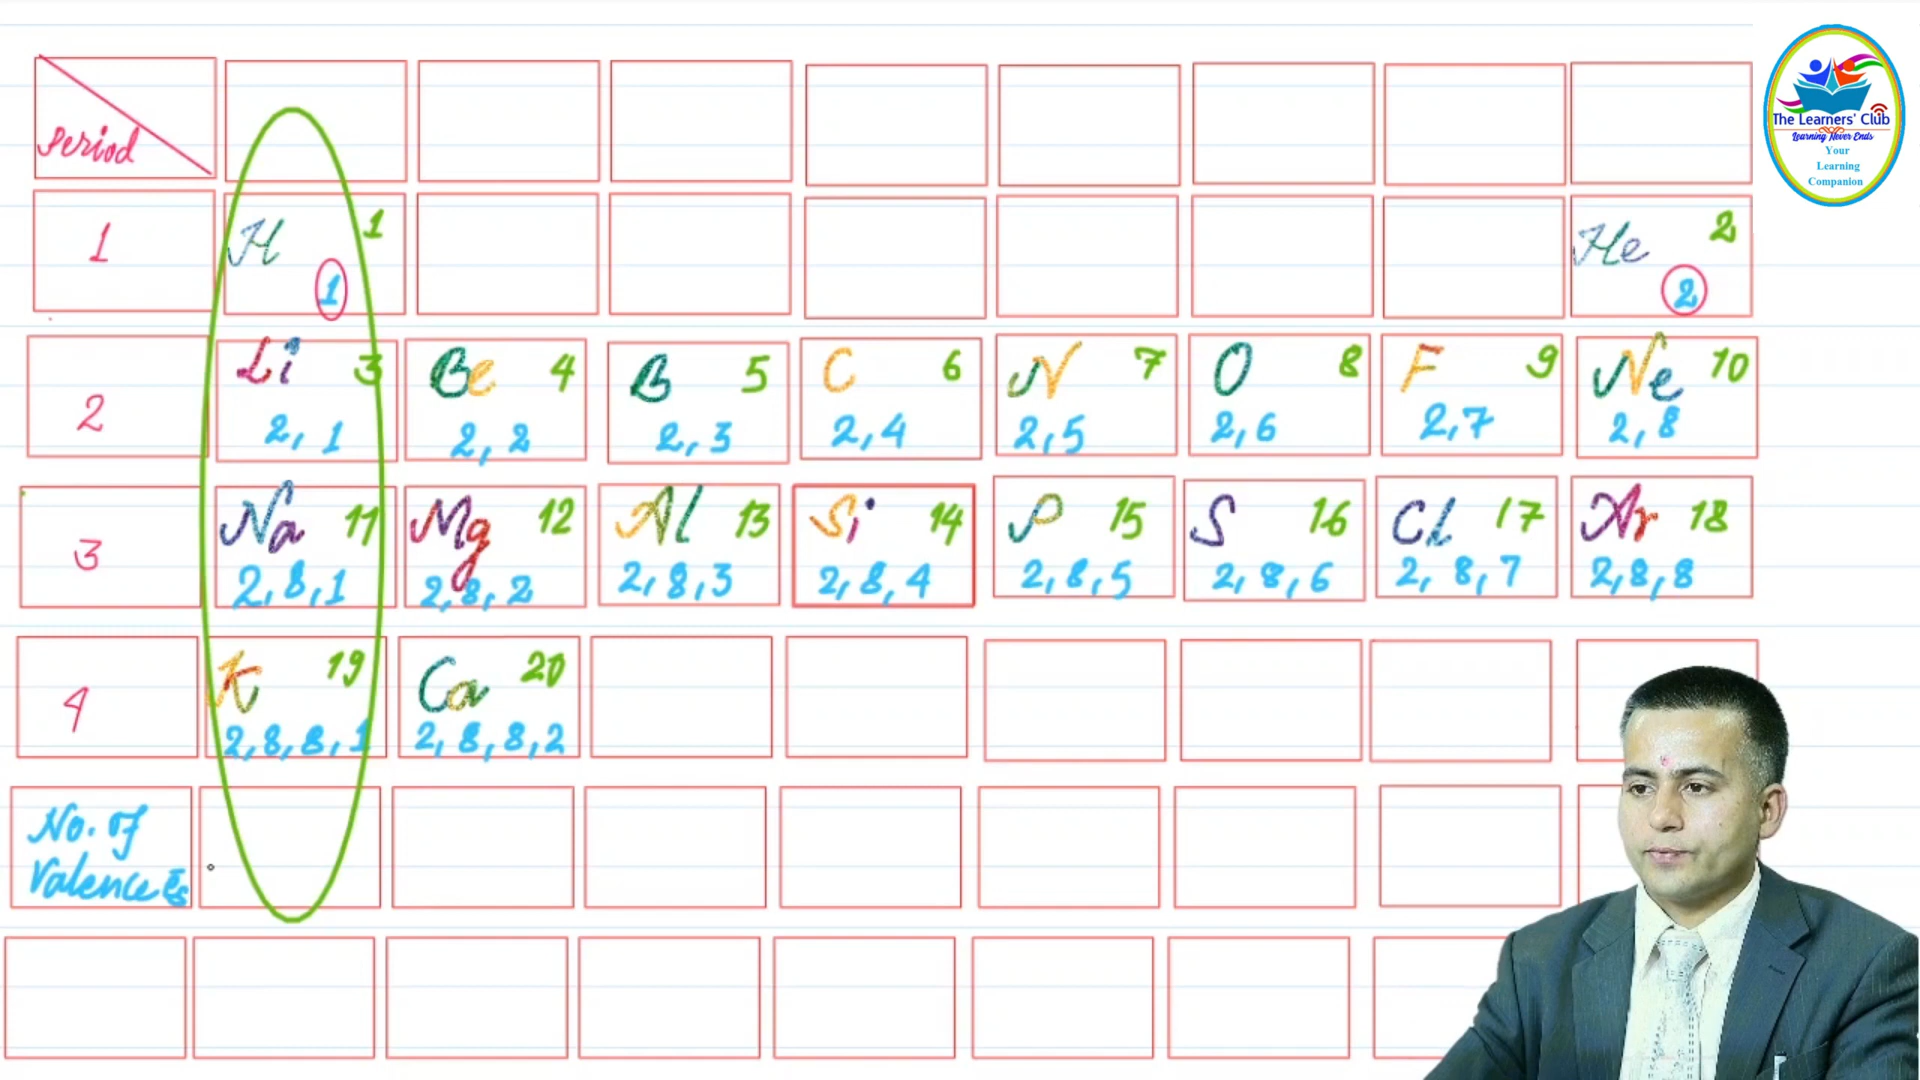 The Learners' Club
Learning Never Ends
Your
Learning
Companion
Period
1
H 1
1
He 2
2
2
Li 3
2, 1
Be 4
2, 2
B 5
2, 3
C 6
2, 4
N 7
2, 5
O 8
2, 6
F 9
2, 7
Ne 10
2, 8
3
Na 11
2, 8, 1
Mg 12
2, 8, 2
Al 13
2, 8, 3
Si 14
2, 8, 4
P 15
2, 8, 5
S 16
2, 8, 6
Cl 17
2, 8, 7
Ar 18
2, 8, 8
4
K 19
2, 8, 8, 1
Ca 20
2, 8, 8, 2
No. of
Valence ēs